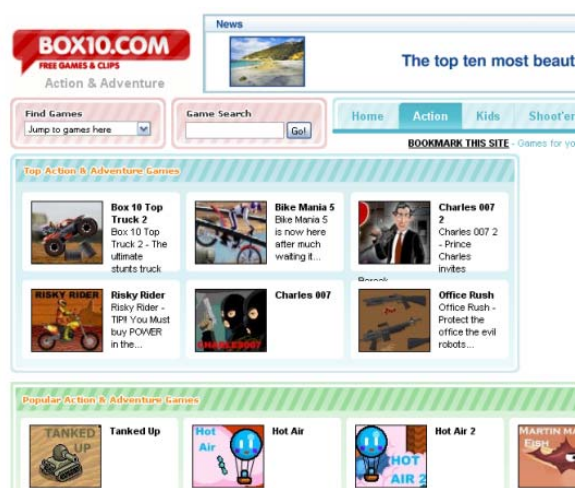 News
BOX10.COM
FREE GAMES & CLIPS
Action & Adventure
The top ten most beaut
Find Games
Jump to games here
Game Search
Go!
Home
Action
Kids
Shoot'er
BOOKMARK THIS SITE - Games for yo
Top Action & Adventure Games
Box 10 Top
Truck 2
Box 10 Top
Truck 2 - The
ultimate
stunts truck
Bike Mania 5
Bike Mania 5
is now here
after much
waiting it...
Charles 007
2
Charles 007 2
- Prince
Charles
invites
RISKY RIDER
Risky Rider
Risky Rider -
TIP!! You Must
buy POWER
in the...
CHARLES007
Charles 007
Office Rush
Office Rush -
Protect the
office the evil
robots...
Popular Action & Adventure Games
TANKED
UP
Tanked Up
Hot
Air
Hot Air
HOT
AIR 2
Hot Air 2
MARTIN MA